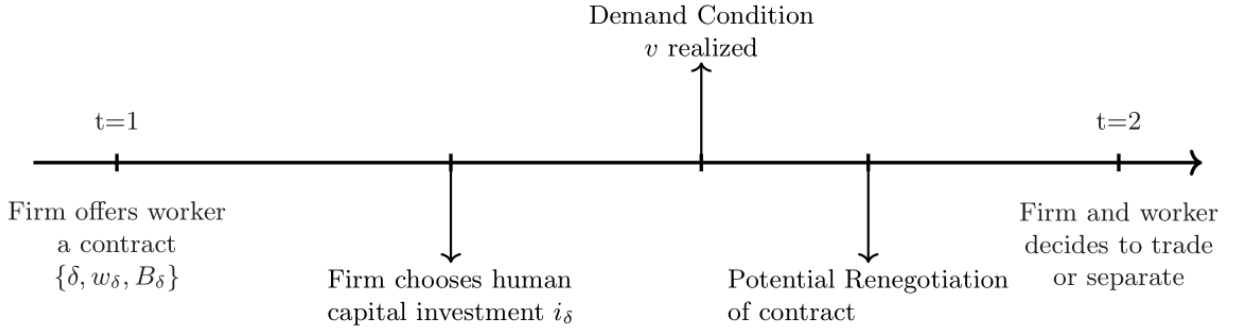 Demand Condition
v realized
t=1
t=2
Firm offers worker
a contract
{δ, w_δ, B_δ}
Firm chooses human
capital investment i_δ
Potential Renegotiation
of contract
Firm and worker
decides to trade
or separate